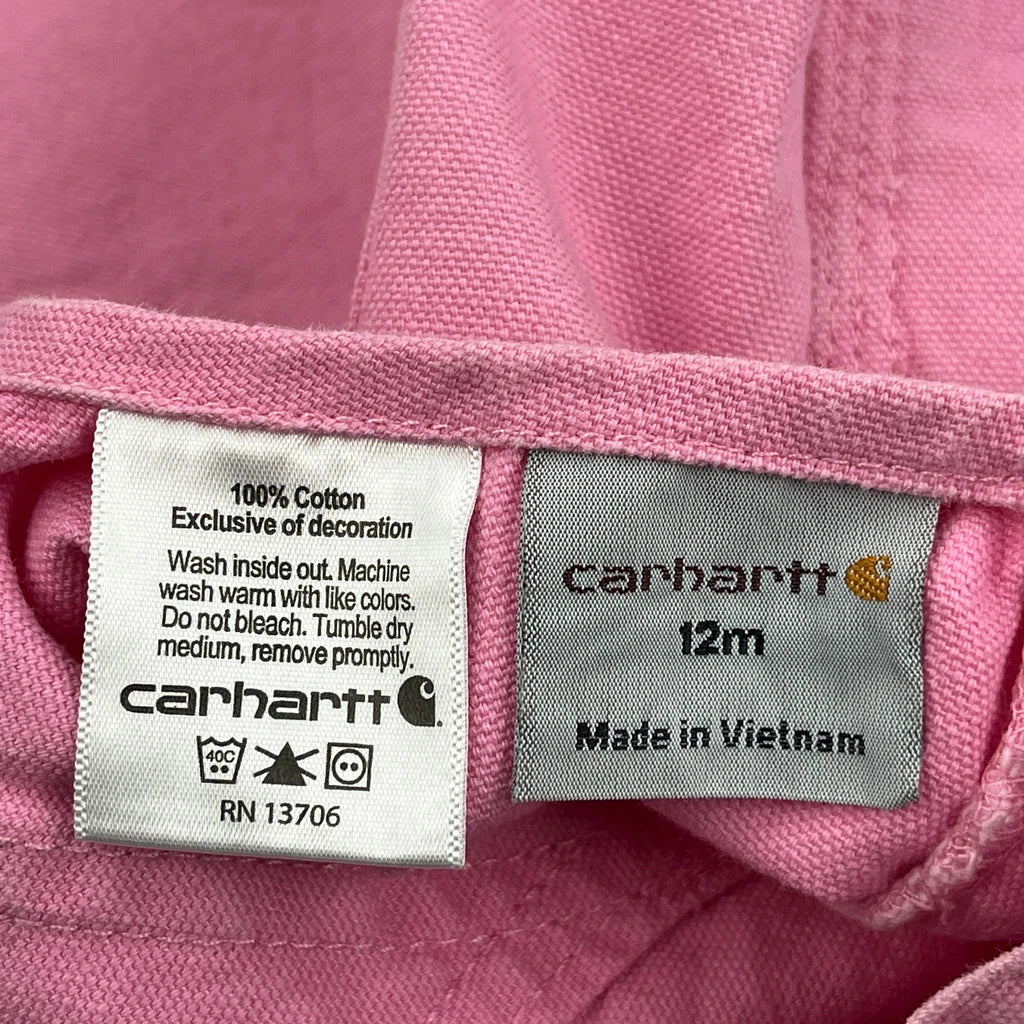 100% Cotton
Exclusive of decoration
Wash inside out. Machine
wash warm with like colors.
Do not bleach. Tumble dry
medium, remove promptly.
carhartt
40C
RN 13706
carhartt
12m
Made in Vietnam